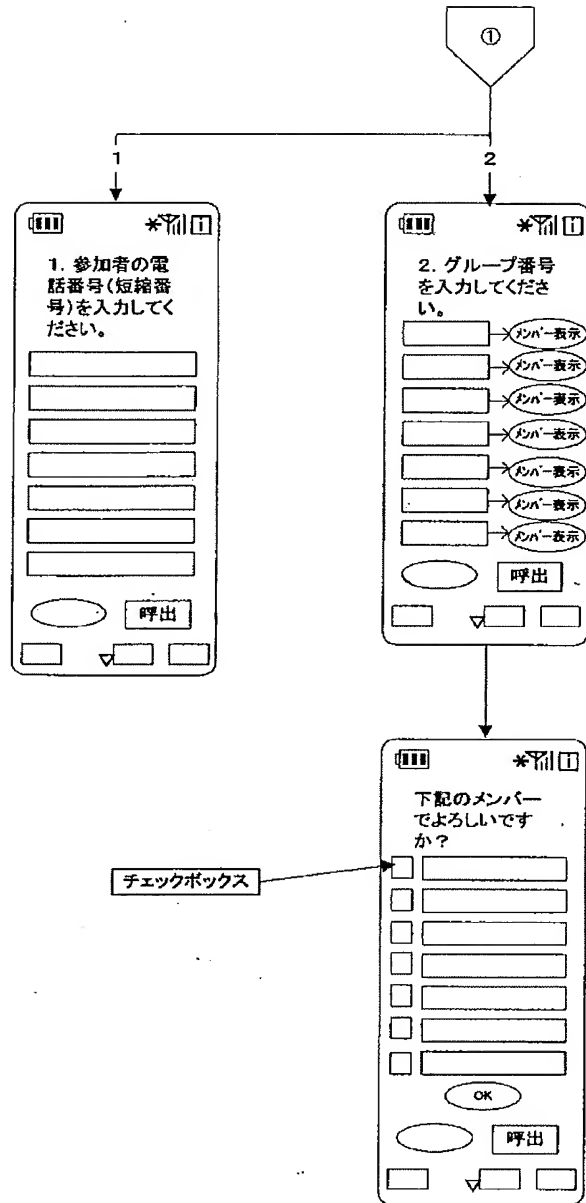 ①
1
2
1. 参加者の電
話番号(短縮番
号)を入力してく
ださい。
呼出
2. グループ番号
を入力してくださ
い。
メンバー表示
メンバー表示
メンバー表示
メンバー表示
メンバー表示
メンバー表示
メンバー表示
呼出
下記のメンバー
でよろしいです
か?
チェックボックス
OK
呼出